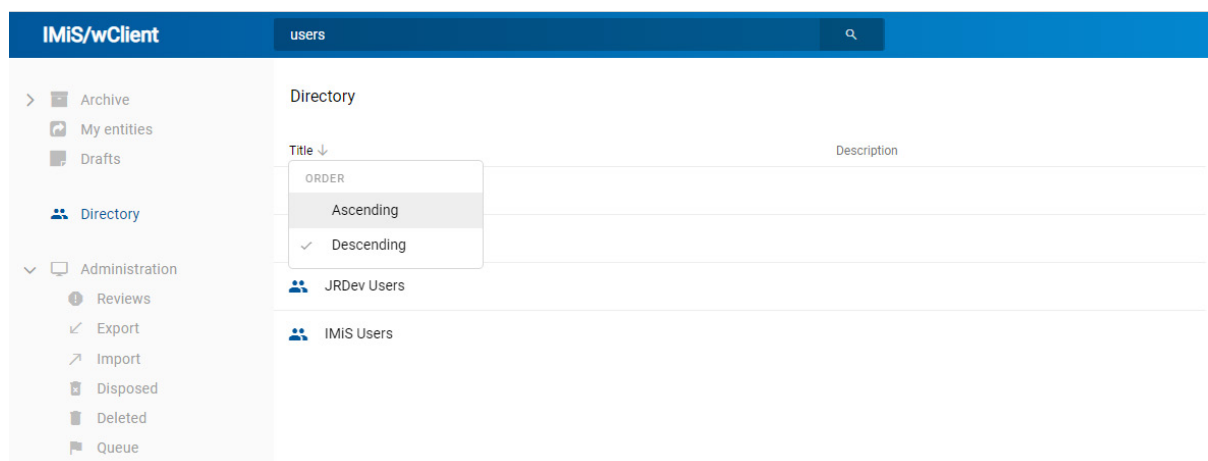 IMiS/wClient
users
Archive
My entities
Drafts
Directory
Administration
Reviews
Export
Import
Disposed
Deleted
Queue
Directory
Title Description
ORDER
Ascending
Descending
JRDev Users
IMiS Users